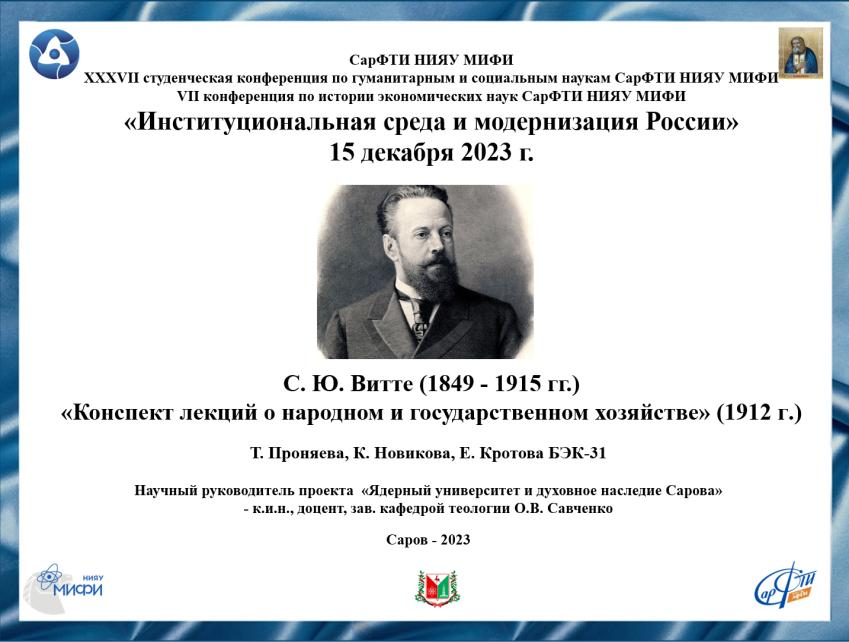 СарФТИ НИЯУ МИФИ
XXXVII студенческая конференция по гуманитарным и социальным наукам СарФТИ НИЯУ МИФИ
VII конференция по истории экономических наук СарФТИ НИЯУ МИФИ
«Институциональная среда и модернизация России»
15 декабря 2023 г.
С. Ю. Витте (1849 - 1915 гг.)
«Конспект лекций о народном и государственном хозяйстве» (1912 г.)
Т. Проняева, К. Новикова, Е. Кротова БЭК-31
Научный руководитель проекта «Ядерный университет и духовное наследие Сарова»
- к.и.н., доцент, зав. кафедрой теологии О.В. Савченко
Саров - 2023
НИЯУ
МИФИ
СарФТИ